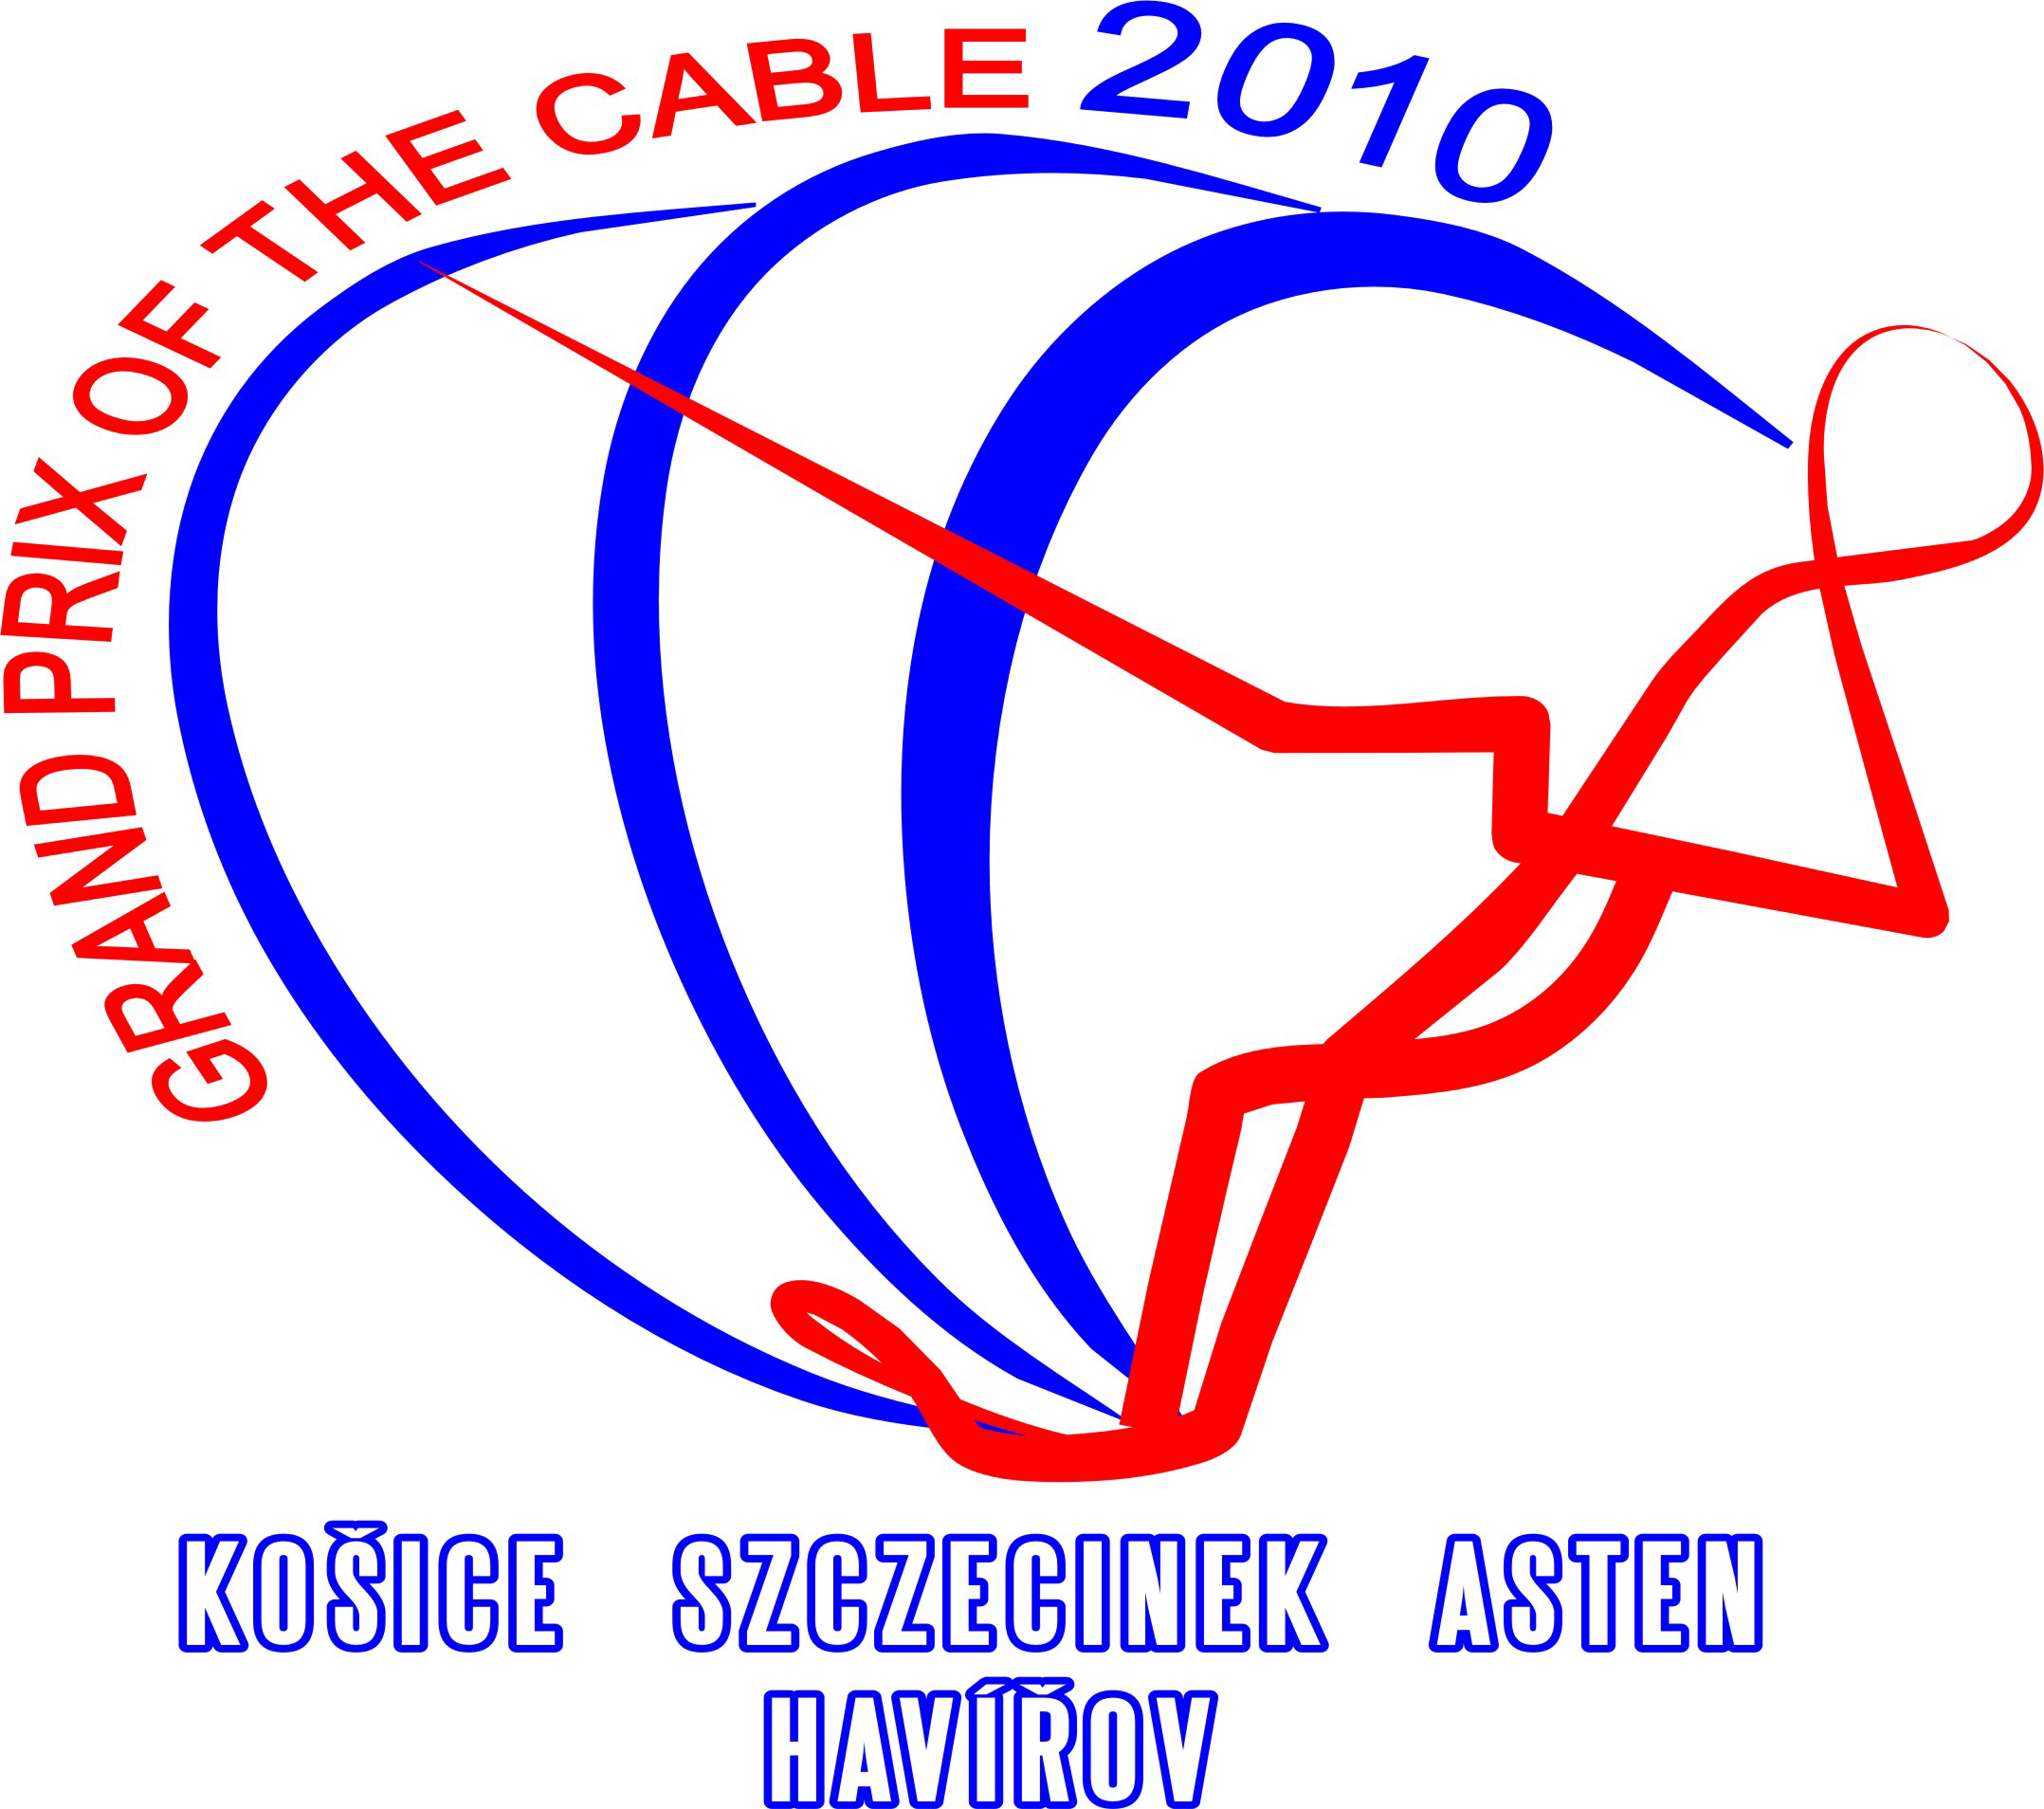 GRAND PRIX OF THE CABLE 2010
KOŠICE SZCZECINEK ASTEN
HAVÍŘOV